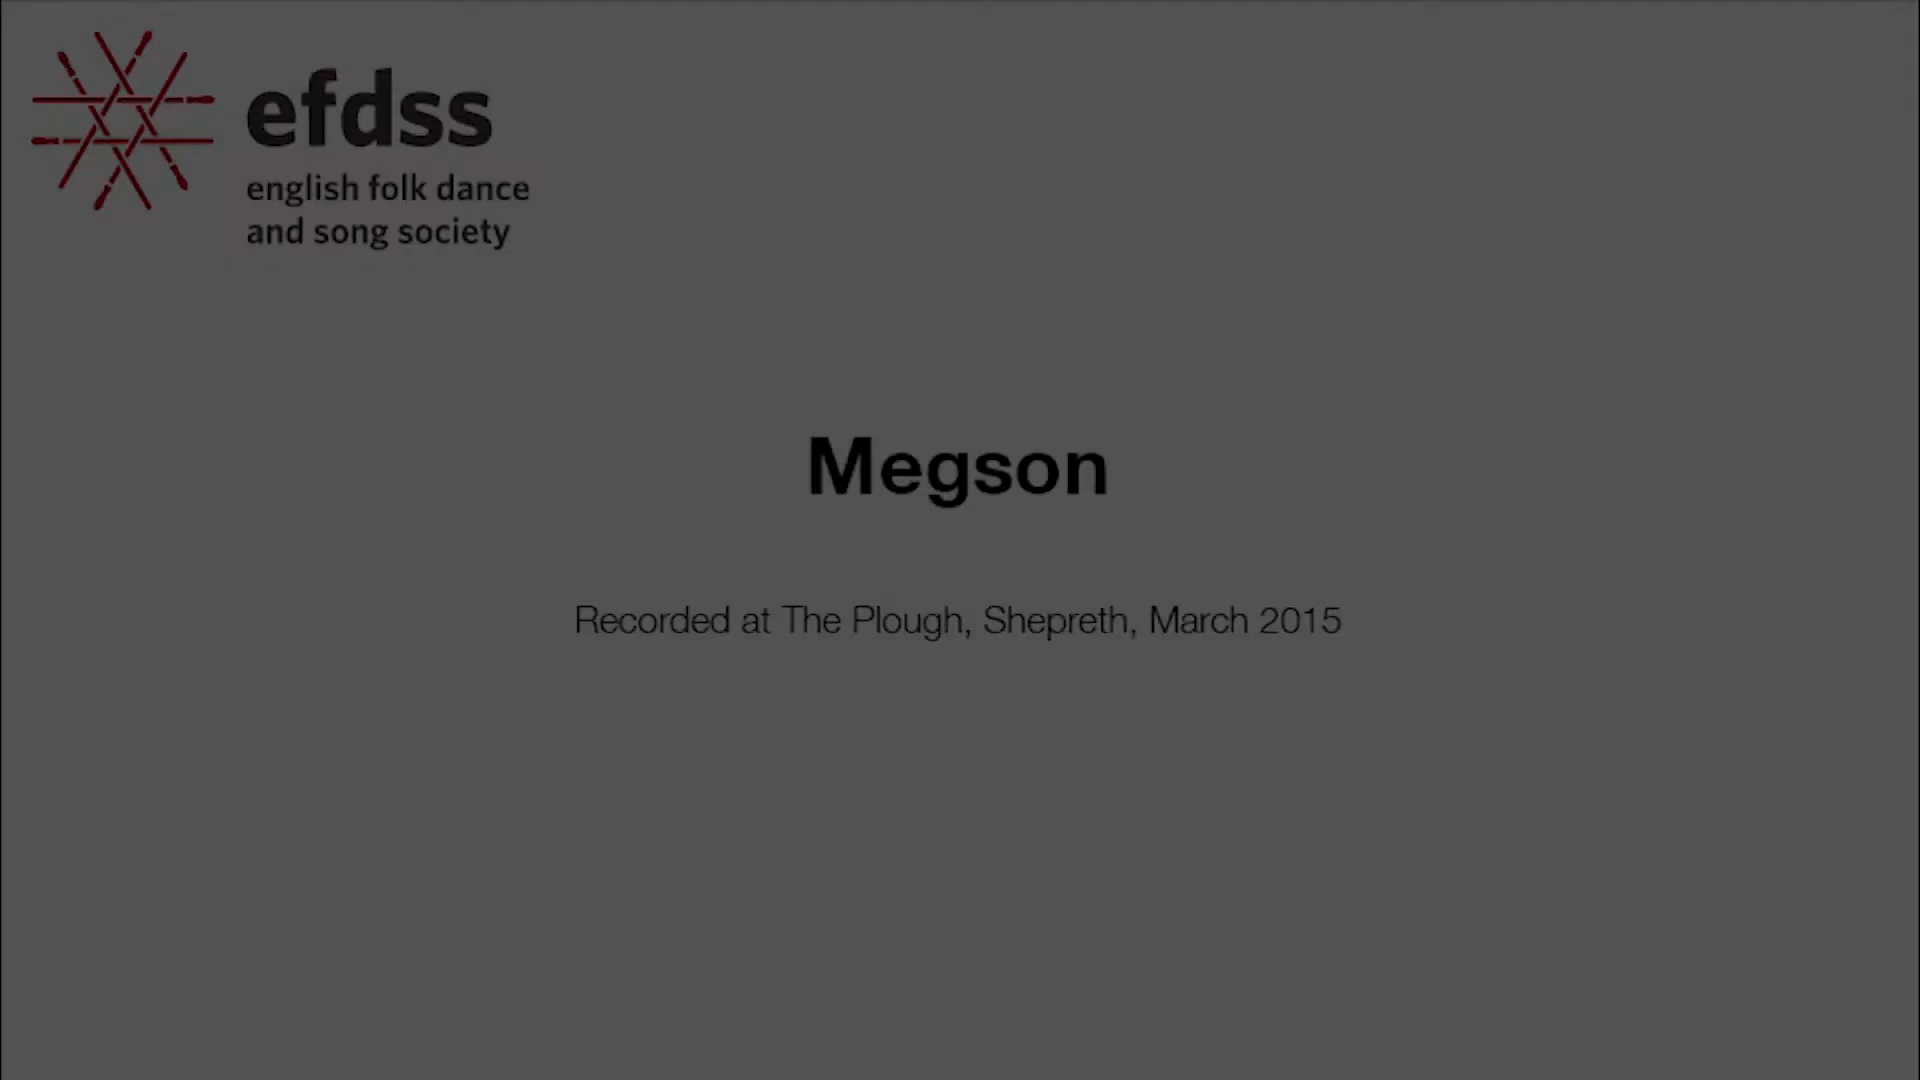 efdss
english folk dance
and song society
Megson
Recorded at The Plough, Shepreth, March 2015